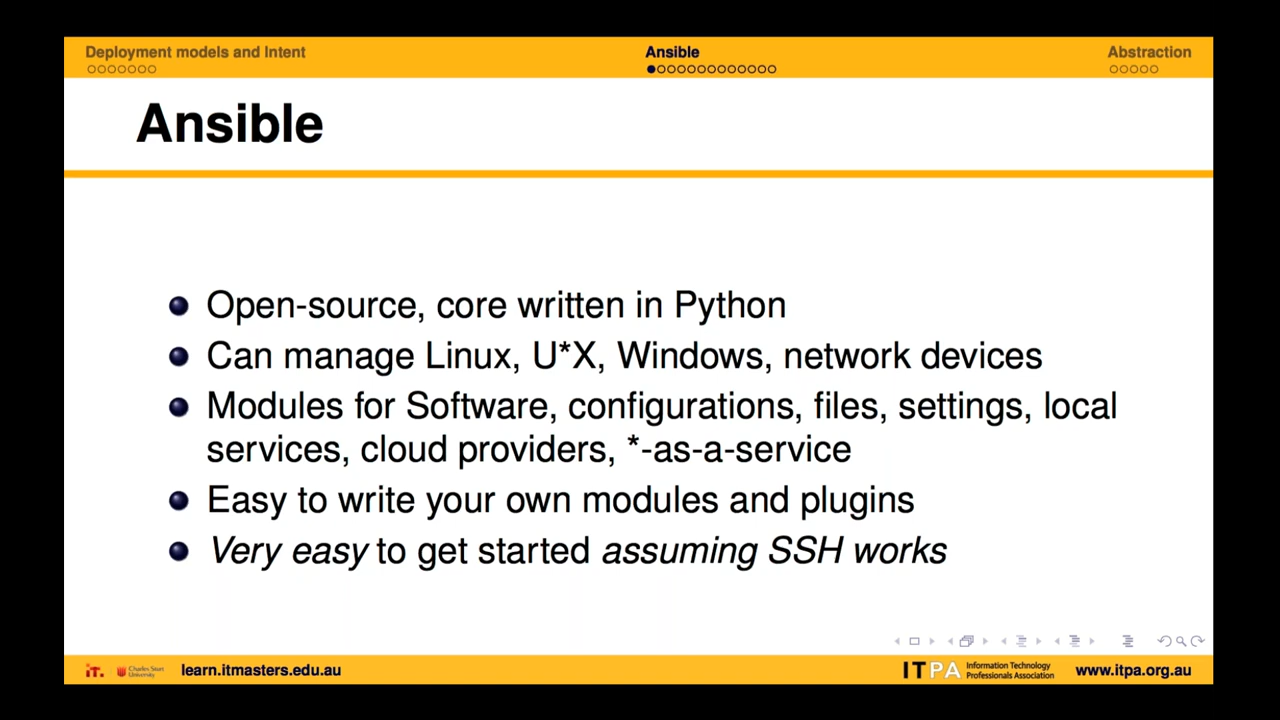 Deployment models and Intent
Ansible
Abstraction
Ansible
Open-source, core written in Python
Can manage Linux, U*X, Windows, network devices
Modules for Software, configurations, files, settings, local
services, cloud providers, *-as-a-service
Easy to write your own modules and plugins
Very easy to get started assuming SSH works
iT.
Charles Sturt
University
learn.itmasters.edu.au
ITPA
Information Technology
Professionals Association
www.itpa.org.au